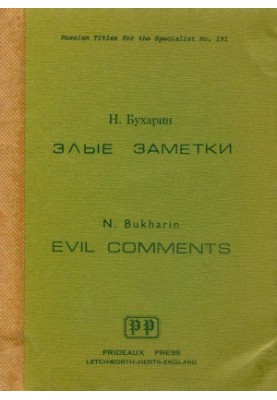 Russian Titles for the Specialist No. 191
Н. Бухарин
ЗЛЫЕ ЗАМЕТКИ
N. Bukharin
EVIL COMMENTS
pp
PRIDEAUX PRESS
LETCHWORTH-HERTS-ENGLAND